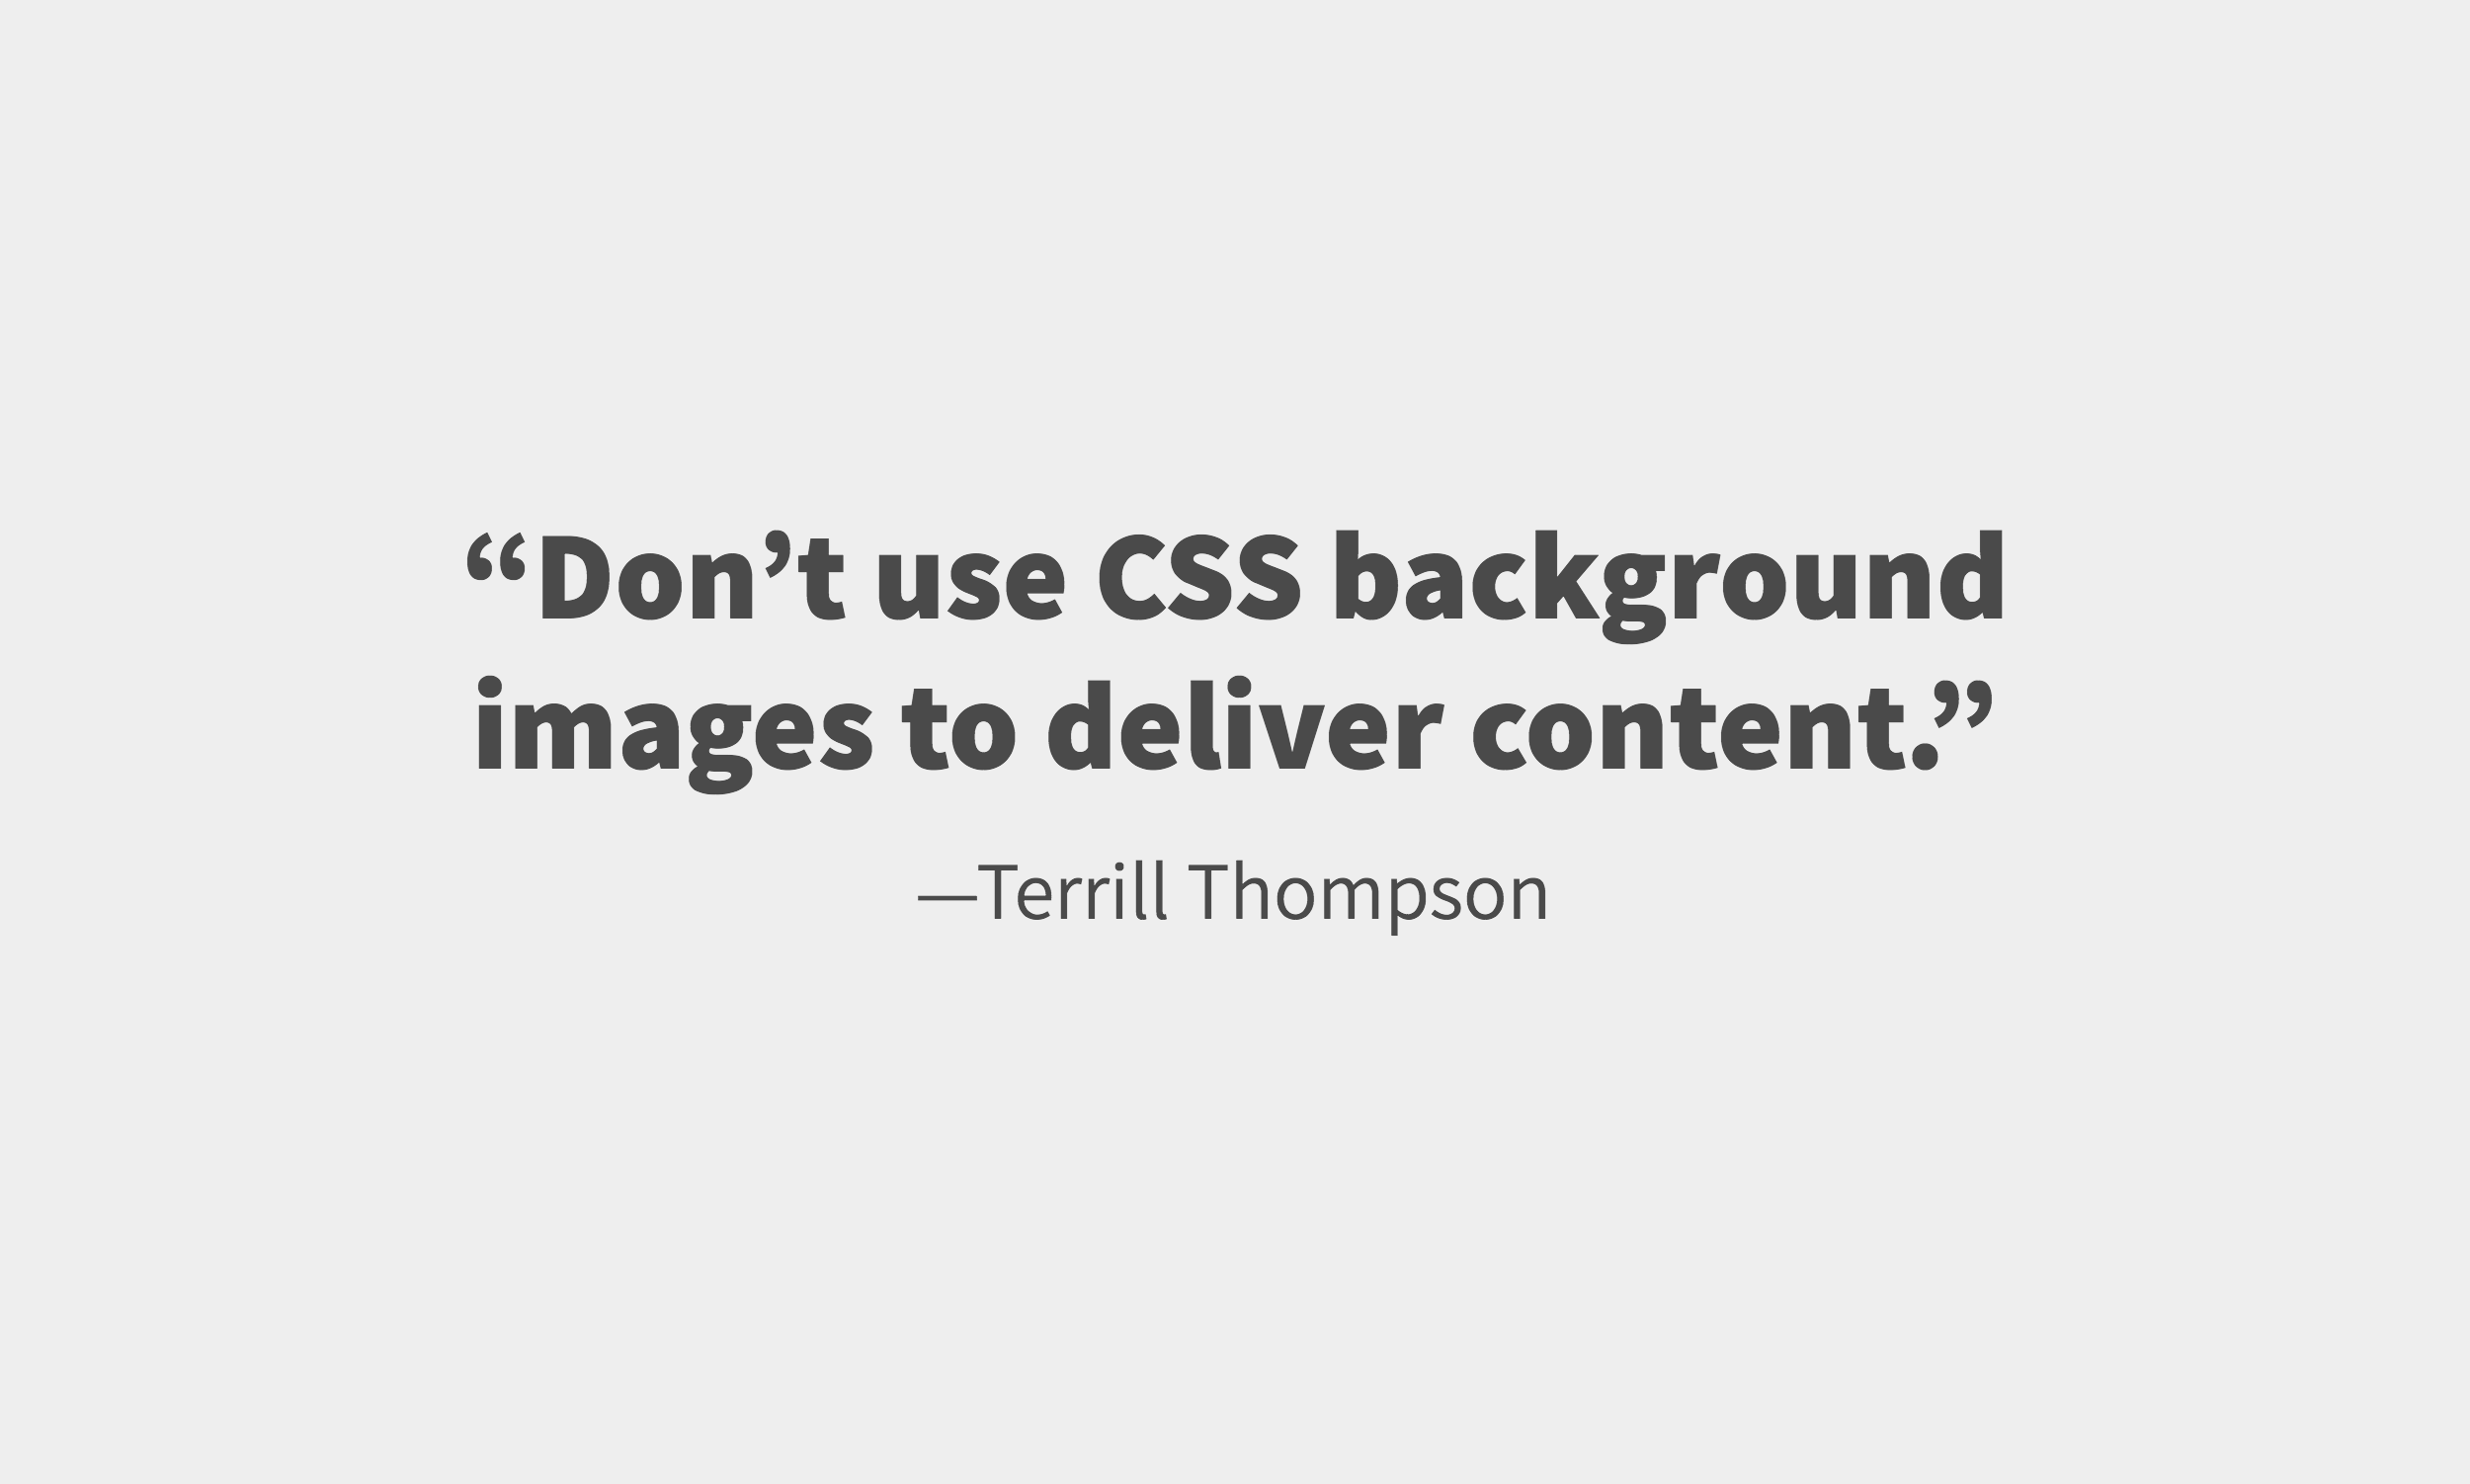 “Don’t use CSS background
images to deliver content.”
—Terrill Thompson